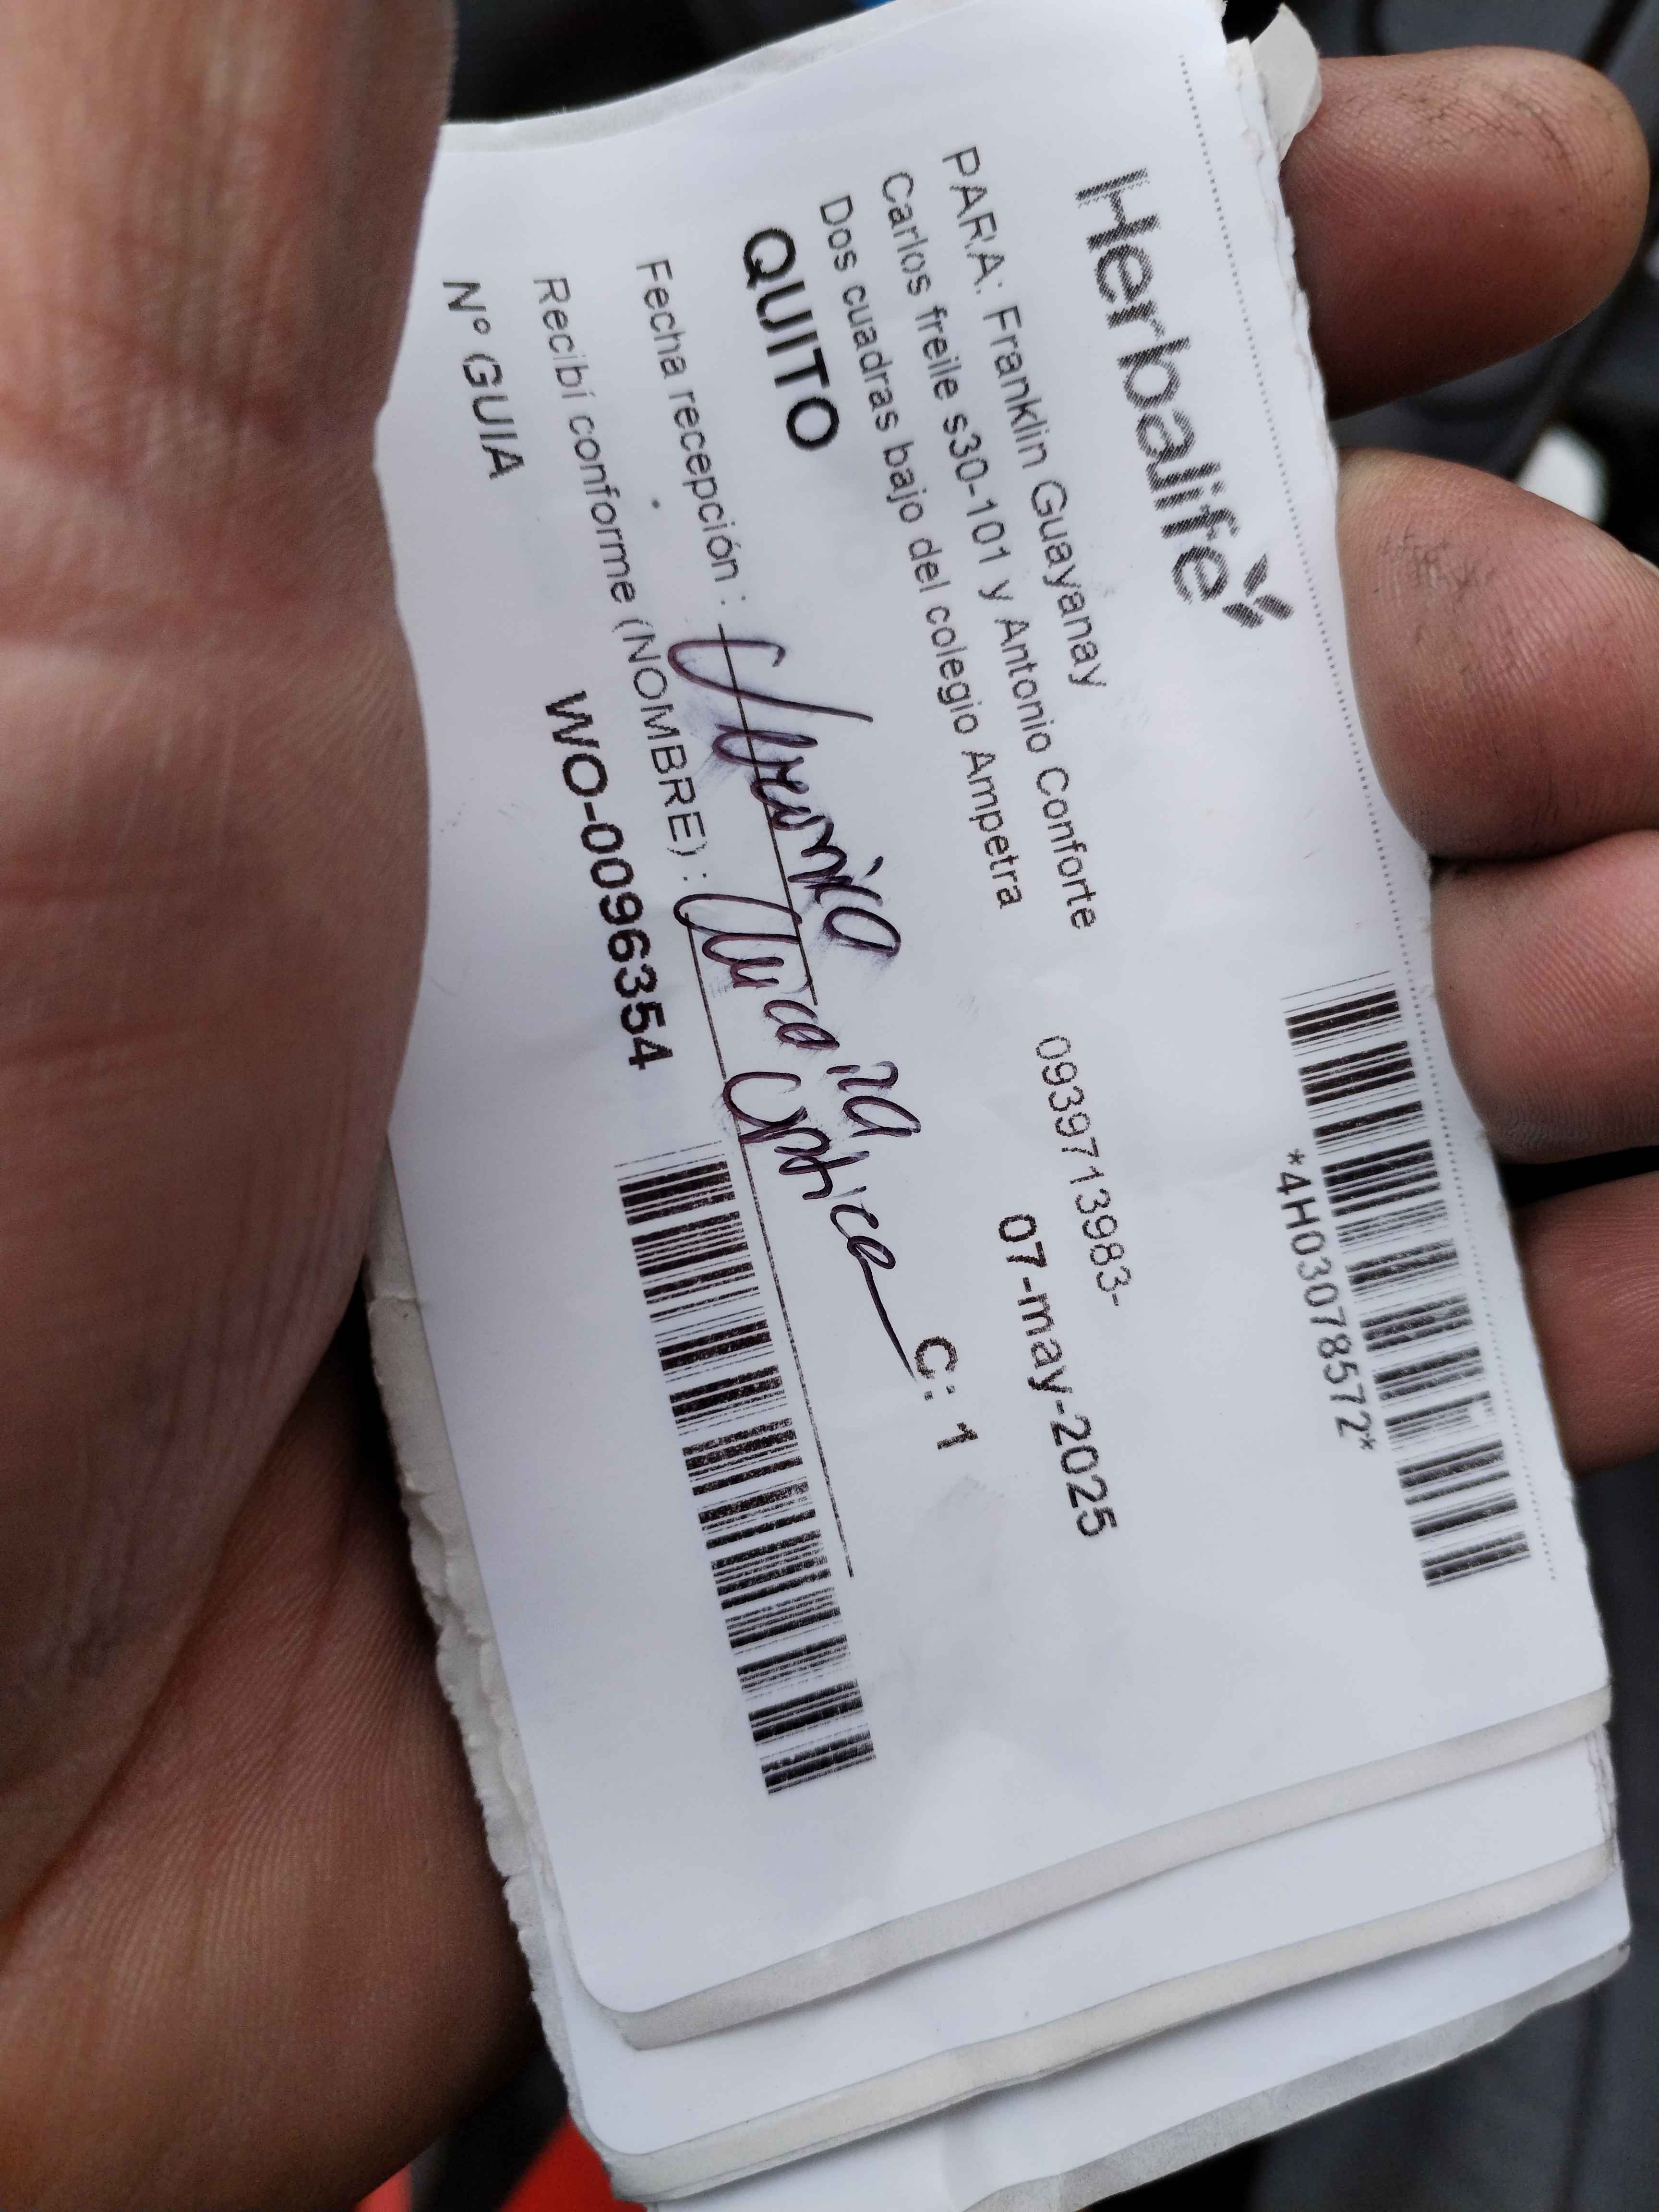 Herbalife
*4H03078572*
PARA: Franklin Guayanay
0939713983-
Carlos freile s30-101 y Antonio Conforte
07-may-2025
Dos cuadras bajo del colegio Ampetra
QUITO
C: 1
Fecha recepción :
Recibí conforme (NOMBRE) : Optica
Nº GUIA WO-0096354